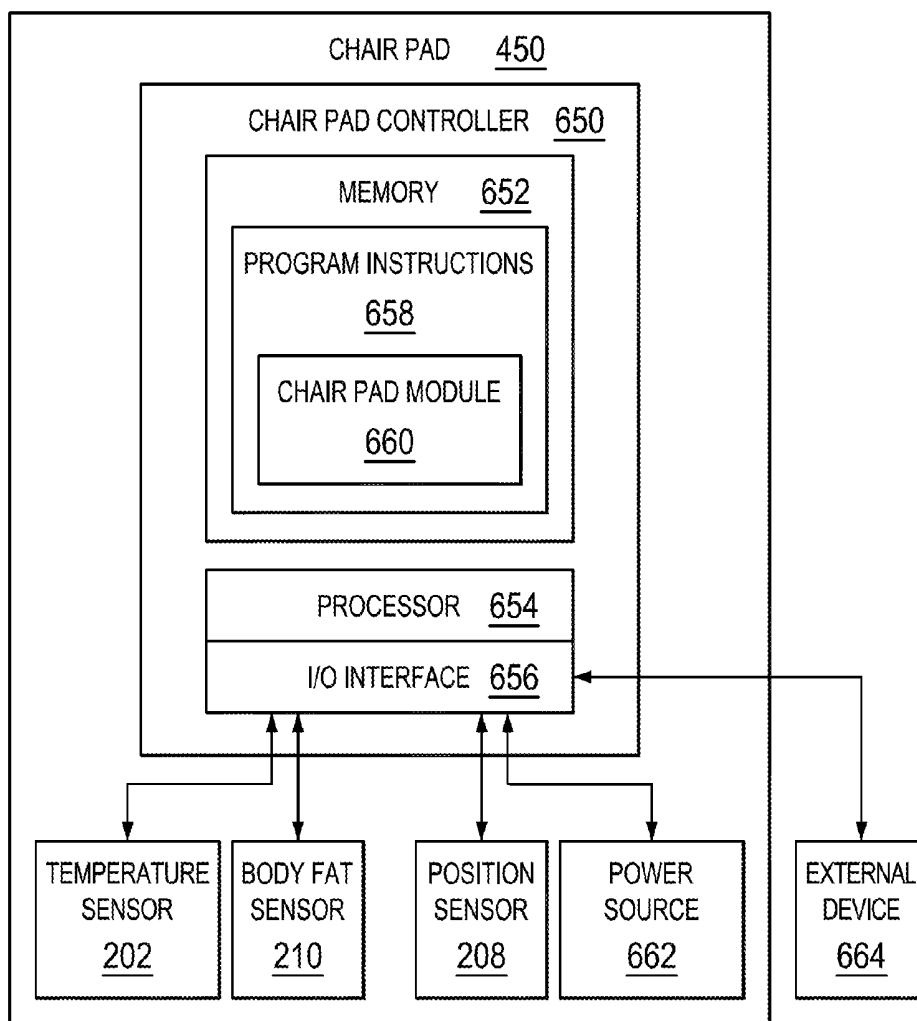 CHAIR PAD 450
CHAIR PAD CONTROLLER 650
MEMORY 652
PROGRAM INSTRUCTIONS
658
CHAIR PAD MODULE
660
PROCESSOR 654
I/O INTERFACE 656
TEMPERATURE
SENSOR
202
BODY FAT
SENSOR
210
POSITION
SENSOR
208
POWER
SOURCE
662
EXTERNAL
DEVICE
664